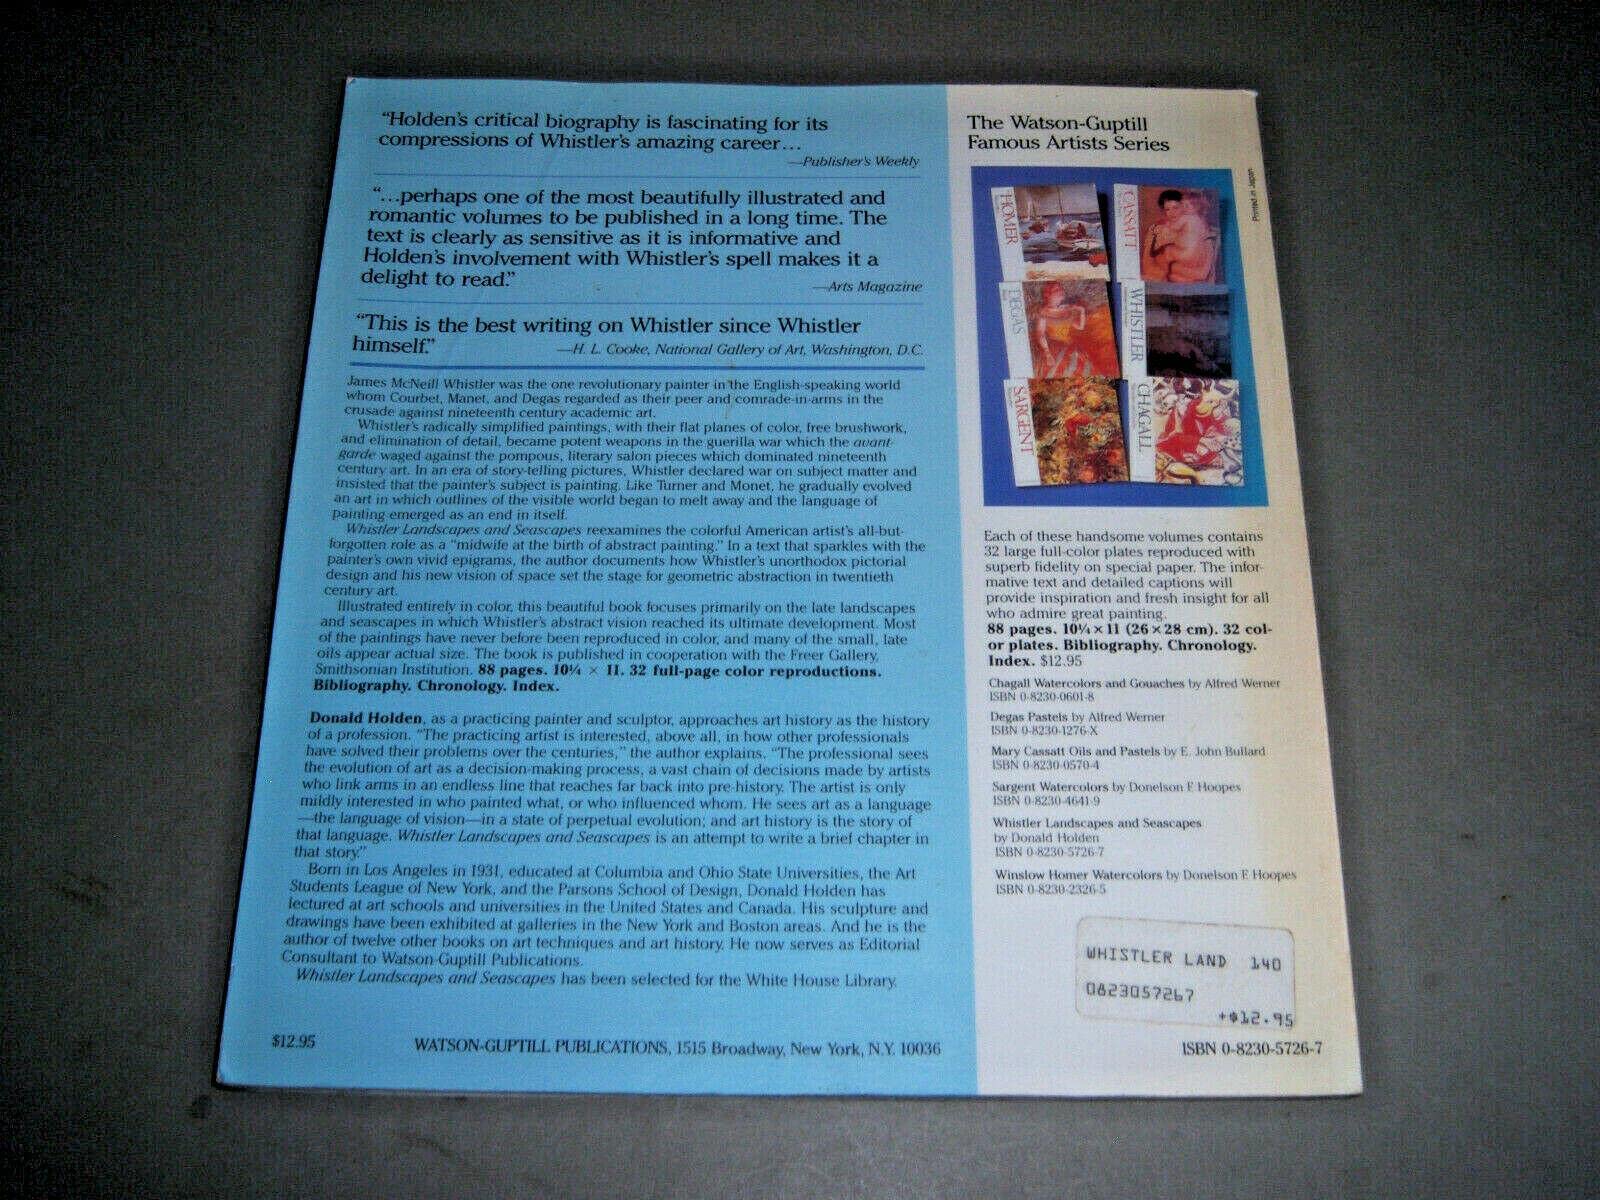 “Holden's critical biography is fascinating for its
compressions of Whistler's amazing career...
—Publisher's Weekly
“...perhaps one of the most beautifully illustrated and
romantic volumes to be published in a long time. The
text is clearly as sensitive as it is informative and
Holden's involvement with Whistler's spell makes it a
delight to read.”
—Arts Magazine
“This is the best writing on Whistler since Whistler
himself.”
—H. L. Cooke, National Gallery of Art, Washington, D.C.
James McNeill Whistler was the one revolutionary painter in the English-speaking world
whom Courbet, Manet, and Degas regarded as their peer and comrade-in-arms in the
crusade against nineteenth century academic art.
Whistler's radically simplified paintings, with their flat planes of color, free brushwork,
and elimination of detail, became potent weapons in the guerilla war which the avant-
garde waged against the pompous, literary salon pieces which dominated nineteenth
century art. In an era of story-telling pictures, Whistler declared war on subject matter and
insisted that the painter's subject is painting. Like Turner and Monet, he gradually evolved
an art in which outlines of the visible world began to melt away and the language of
painting emerged as an end in itself.
Whistler Landscapes and Seascapes reexamines the colorful American artist's all-but-
forgotten role as a “midwife at the birth of abstract painting.” In a text that sparkles with the
painter's own vivid epigrams, the author documents how Whistler's unorthodox pictorial
design and his new vision of space set the stage for geometric abstraction in twentieth
century art.
Illustrated entirely in color, this beautiful book focuses primarily on the late landscapes
and seascapes in which Whistler's abstract vision reached its ultimate development. Most
of the paintings have never before been reproduced in color, and many of the small, late
oils appear actual size. The book is published in cooperation with the Freer Gallery,
Smithsonian Institution. 88 pages. 10¼ × 11. 32 full-page color reproductions.
Bibliography. Chronology. Index.
Donald Holden, as a practicing painter and sculptor, approaches art history as the history
of a profession. “The practicing artist is interested, above all, in how other professionals
have solved their problems over the centuries,” the author explains. “The professional sees
the evolution of art as a decision-making process, a vast chain of decisions made by artists
who link arms in an endless line that reaches far back into pre-history. The artist is only
mildly interested in who painted what, or who influenced whom. He sees art as a language
—the language of vision—in a state of perpetual evolution; and art history is the story of
that language. Whistler Landscapes and Seascapes is an attempt to write a brief chapter in
that story.”
Born in Los Angeles in 1931, educated at Columbia and Ohio State Universities, the Art
Students League of New York, and the Parsons School of Design, Donald Holden has
lectured at art schools and universities in the United States and Canada. His sculpture and
drawings have been exhibited at galleries in the New York and Boston areas. And he is the
author of twelve other books on art techniques and art history. He now serves as Editorial
Consultant to Watson-Guptill Publications.
Whistler Landscapes and Seascapes has been selected for the White House Library.
$12.95
WATSON-GUPTILL PUBLICATIONS, 1515 Broadway, New York, N.Y. 10036
The Watson-Guptill
Famous Artists Series
Printed in Japan
HOMER
CASSATT
DEGAS
WHISTLER
SARGENT
CHAGALL
Each of these handsome volumes contains
32 large full-color plates reproduced with
superb fidelity on special paper. The infor-
mative text and detailed captions will
provide inspiration and fresh insight for all
who admire great painting.
88 pages. 10¼ × 11 (26 × 28 cm). 32 col-
or plates. Bibliography. Chronology.
Index. $12.95
Chagall Watercolors and Gouaches by Alfred Werner
ISBN 0-8230-0601-8
Degas Pastels by Alfred Werner
ISBN 0-8230-1276-X
Mary Cassatt Oils and Pastels by E. John Bullard
ISBN 0-8230-0570-4
Sargent Watercolors by Donelson F. Hoopes
ISBN 0-8230-4641-9
Whistler Landscapes and Seascapes
by Donald Holden
ISBN 0-8230-5726-7
Winslow Homer Watercolors by Donelson F. Hoopes
ISBN 0-8230-2326-5
WHISTLER LAND 140
0823057267
+$12.95
ISBN 0-8230-5726-7